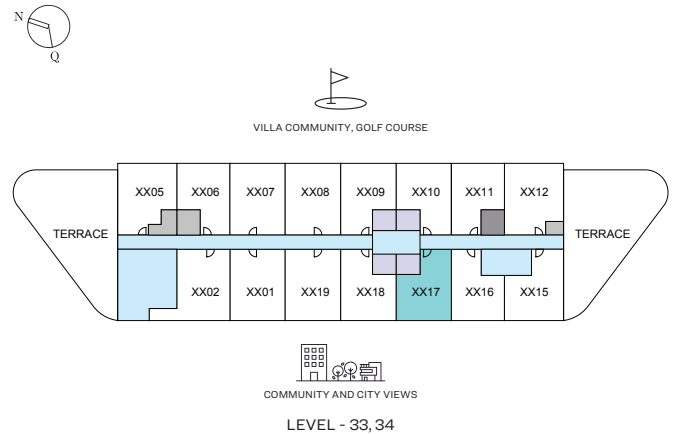 N
Q
VILLA COMMUNITY, GOLF COURSE
XX05 XX06 XX07 XX08 XX09 XX10 XX11 XX12
TERRACE TERRACE
XX02 XX01 XX19 XX18 XX17 XX16 XX15
COMMUNITY AND CITY VIEWS
LEVEL - 33, 34